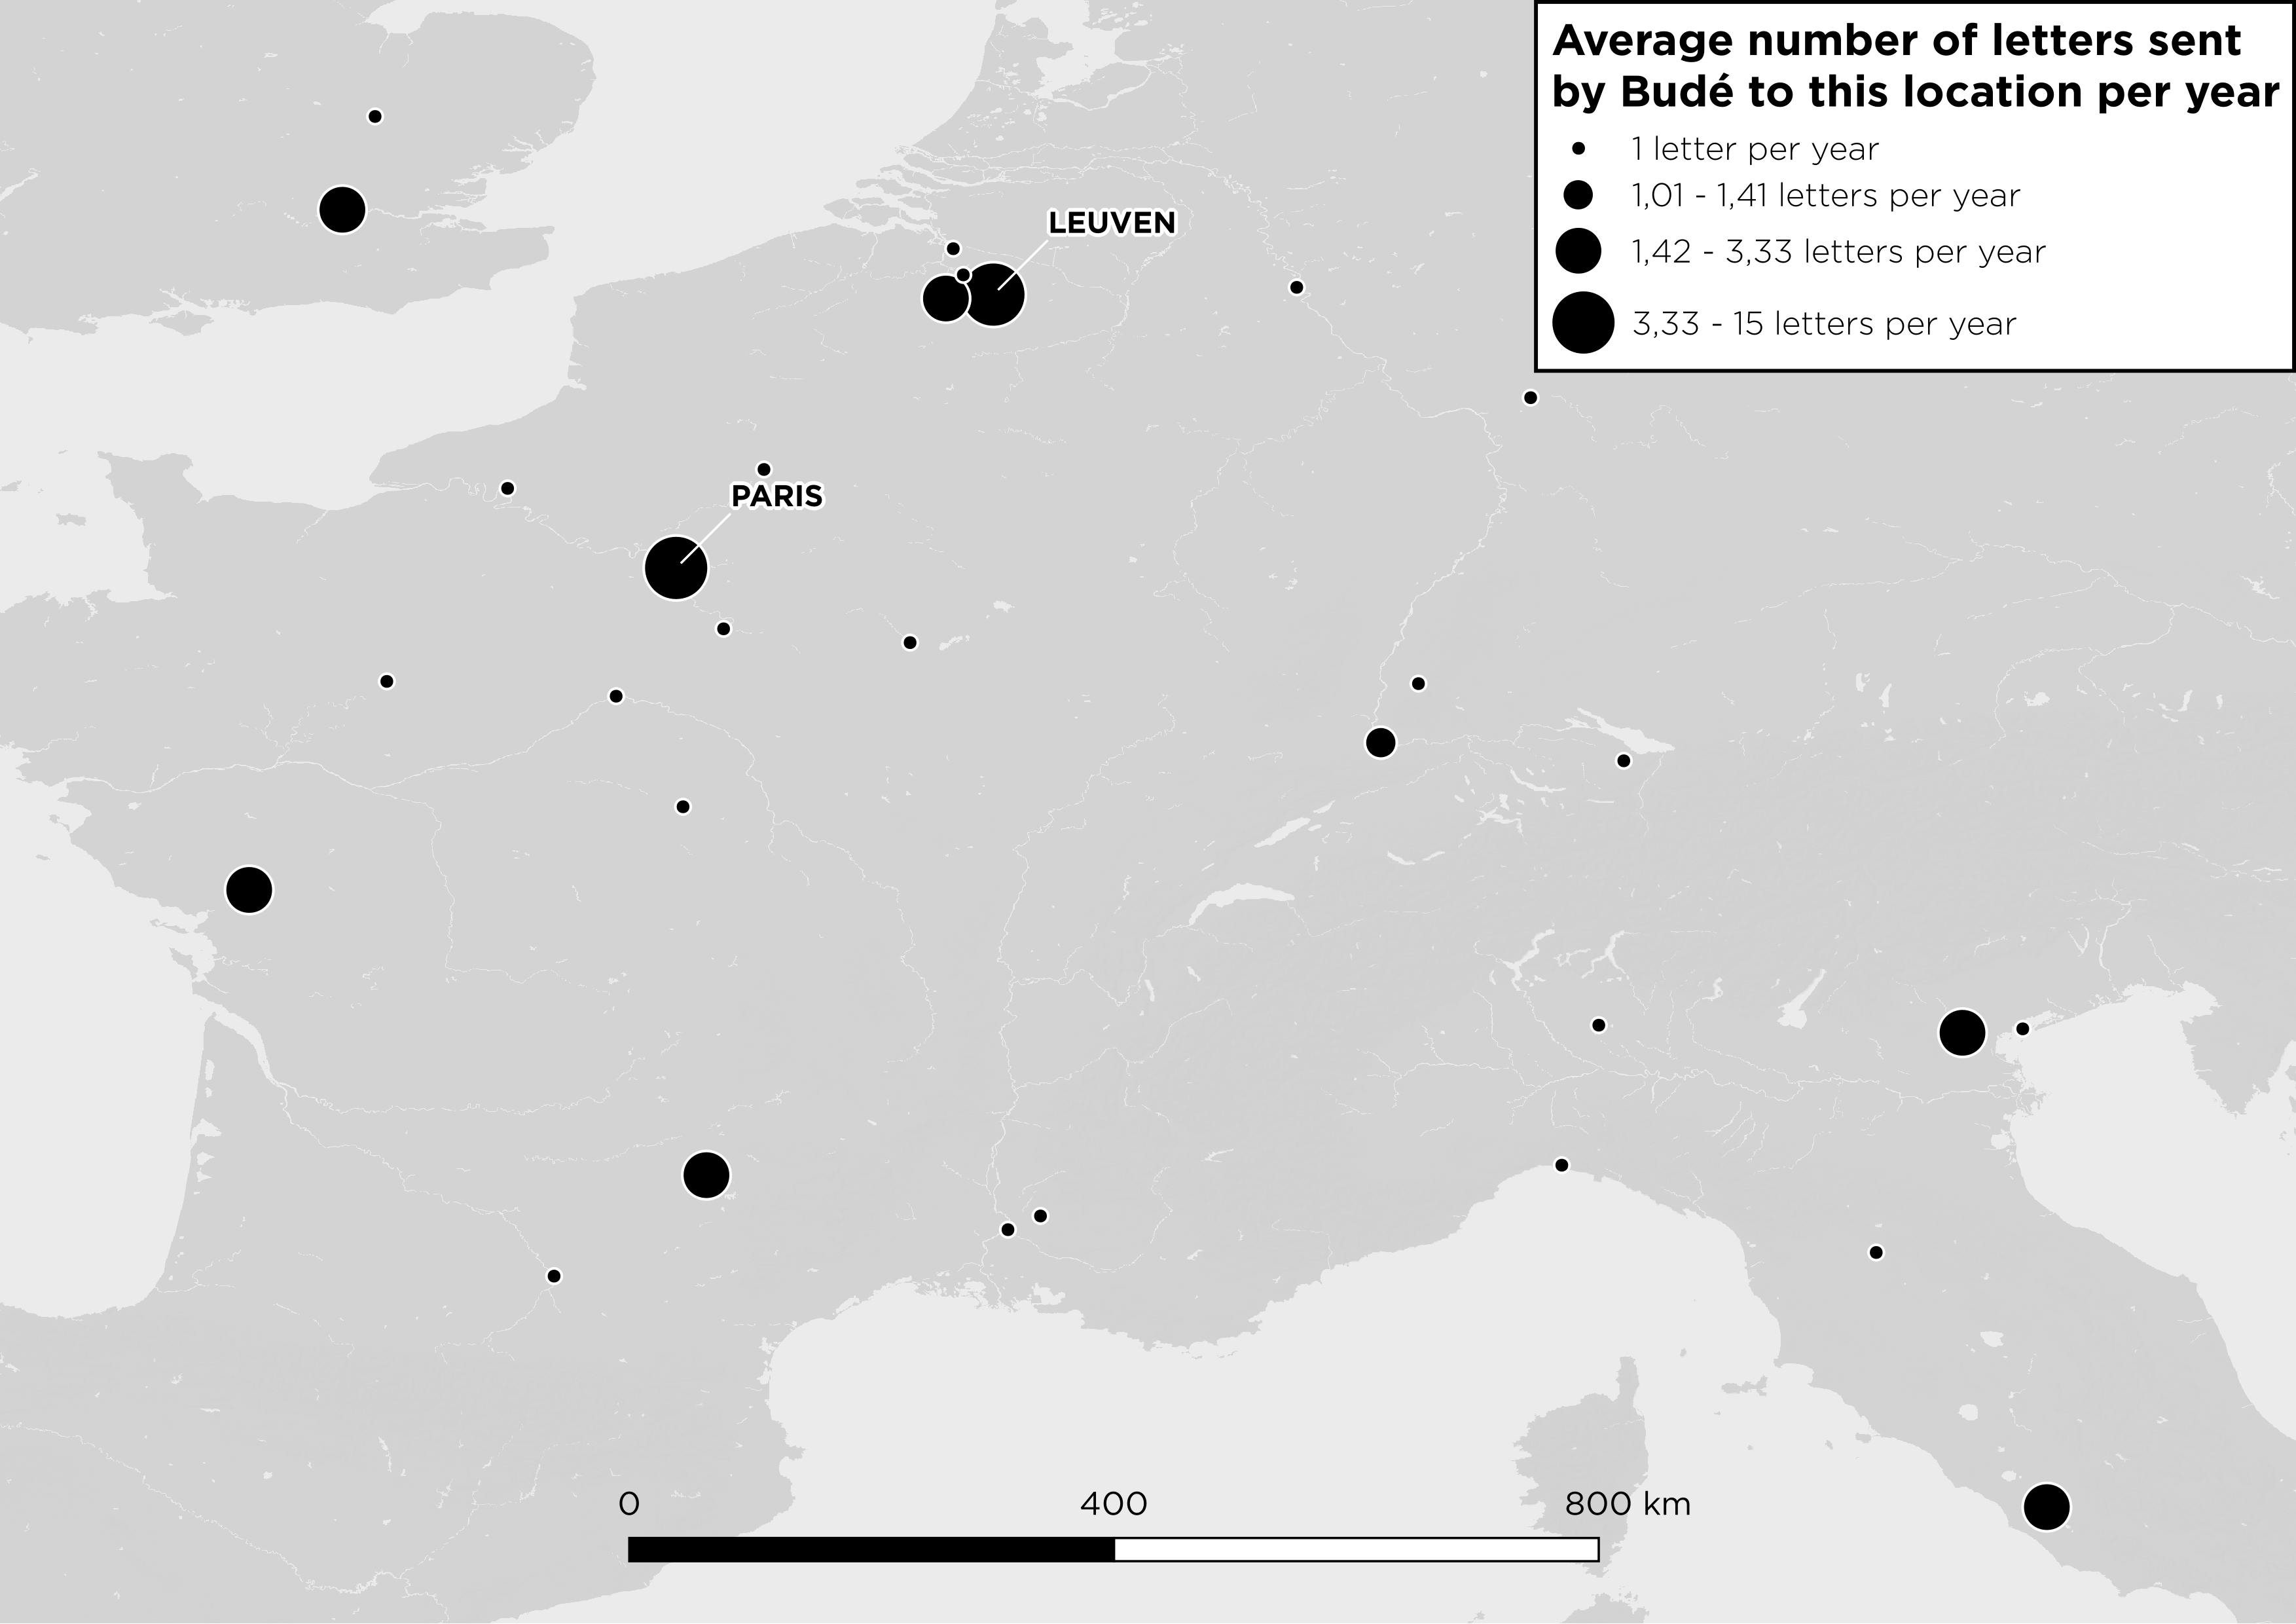 Average number of letters sent
by Budé to this location per year
1 letter per year
1,01 - 1,41 letters per year
1,42 - 3,33 letters per year
3,33 - 15 letters per year
LEUVEN
PARIS
0 400 800 km